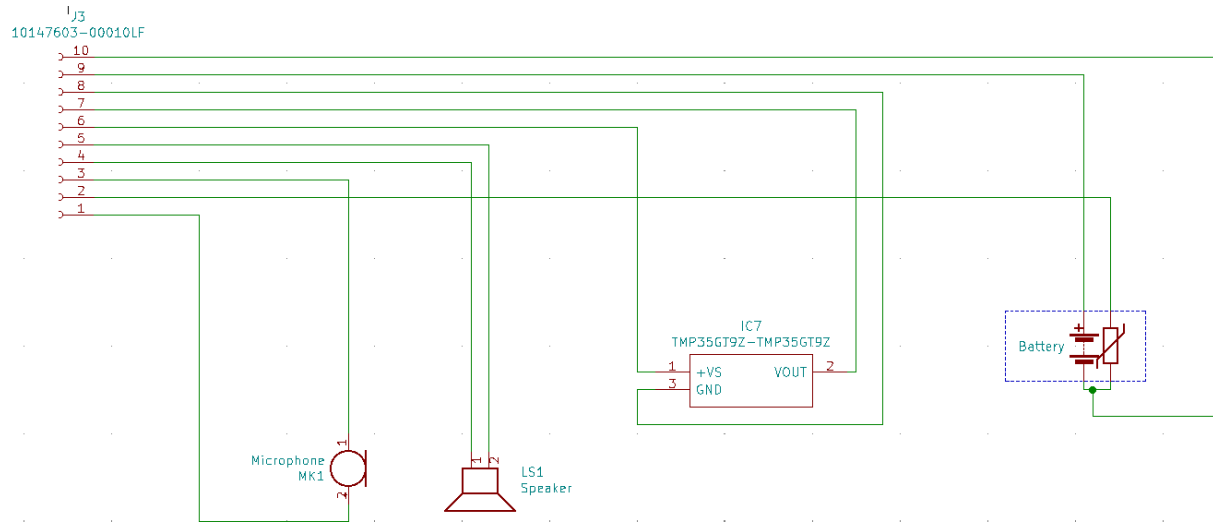 J3
10147603-00010LF
10
9
8
7
6
5
4
3
2
1
IC7
TMP35GT9Z-TMP35GT9Z
1 +VS VOUT 2
3 GND
Battery
+
Microphone
MK1
1
2
1 2
LS1
Speaker